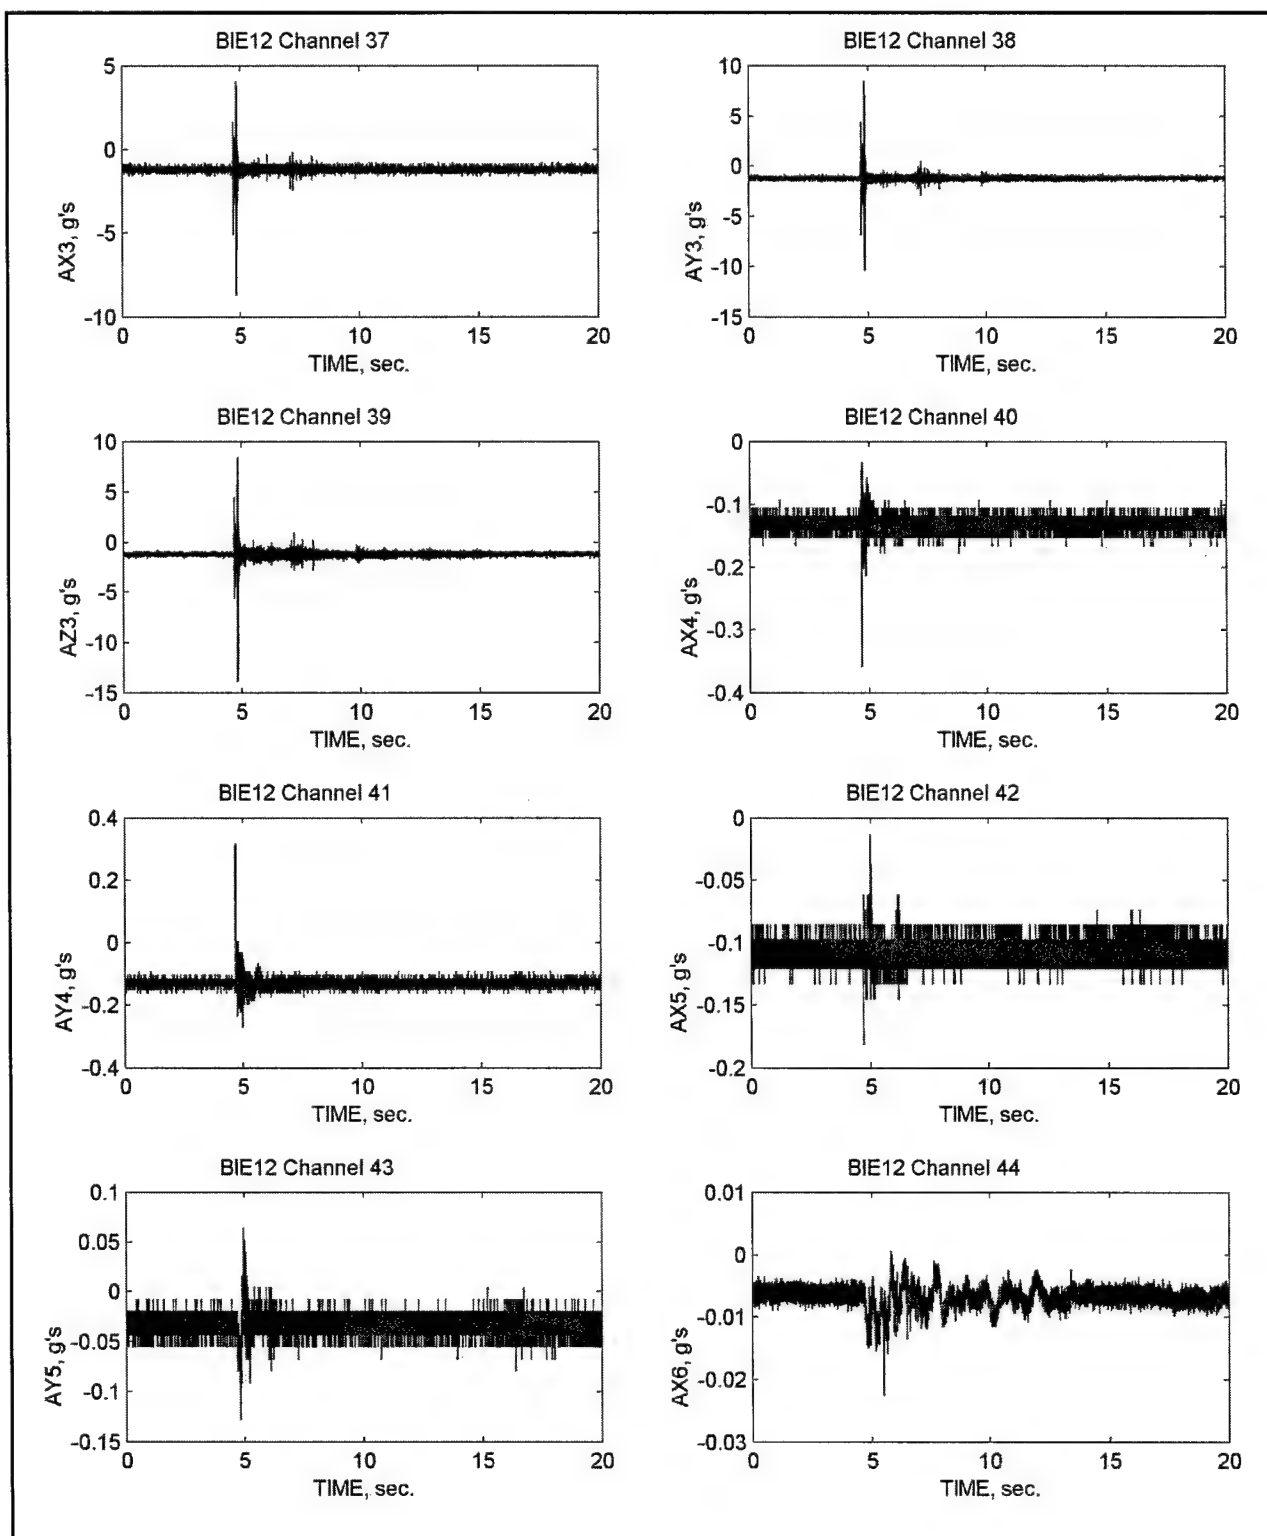 BIE12 Channel 37
5
0
-5
-10
AX3, g's
0 5 10 15 20
TIME, sec.
BIE12 Channel 38
10
5
0
-5
-10
-15
AY3, g's
0 5 10 15 20
TIME, sec.
BIE12 Channel 39
10
5
0
-5
-10
-15
AZ3, g's
0 5 10 15 20
TIME, sec.
BIE12 Channel 40
0
-0.1
-0.2
-0.3
-0.4
AX4, g's
0 5 10 15 20
TIME, sec.
BIE12 Channel 41
0.4
0.2
0
-0.2
-0.4
AY4, g's
0 5 10 15 20
TIME, sec.
BIE12 Channel 42
0
-0.05
-0.1
-0.15
-0.2
AX5, g's
0 5 10 15 20
TIME, sec.
BIE12 Channel 43
0.1
0.05
0
-0.05
-0.1
-0.15
AY5, g's
0 5 10 15 20
TIME, sec.
BIE12 Channel 44
0.01
0
-0.01
-0.02
-0.03
AX6, g's
0 5 10 15 20
TIME, sec.